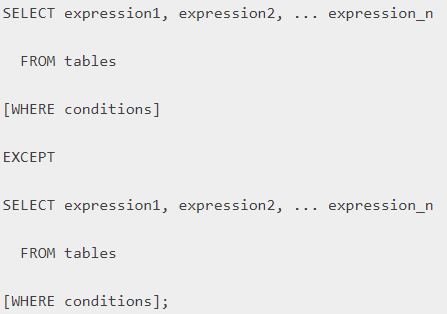 SELECT expression1, expression2, ... expression_n
FROM tables
[WHERE conditions]
EXCEPT
SELECT expression1, expression2, ... expression_n
FROM tables
[WHERE conditions];